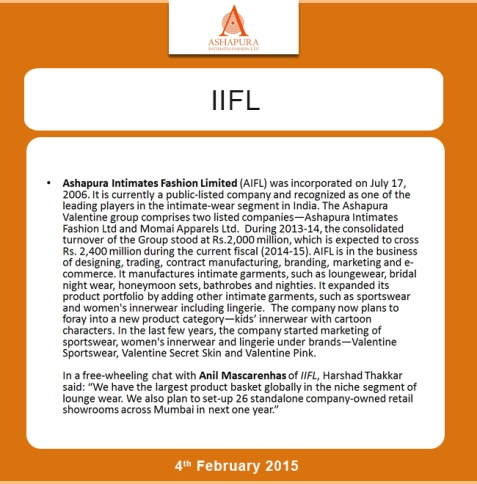 ASHAPURA
INTIMATES FASHION LTD
IIFL
• Ashapura Intimates Fashion Limited (AIFL) was incorporated on July 17,
2006. It is currently a public-listed company and recognized as one of the
leading players in the intimate-wear segment in India. The Ashapura
Valentine group comprises two listed companies—Ashapura Intimates
Fashion Ltd and Momai Apparels Ltd. During 2013-14, the consolidated
turnover of the Group stood at Rs.2,000 million, which is expected to cross
Rs. 2,400 million during the current fiscal (2014-15). AIFL is in the business
of designing, trading, contract manufacturing, branding, marketing and e-
commerce. It manufactures intimate garments, such as loungewear, bridal
night wear, honeymoon sets, bathrobes and nighties. It expanded its
product portfolio by adding other intimate garments, such as sportswear
and women's innerwear including lingerie. The company now plans to
foray into a new product category—kids' innerwear with cartoon
characters. In the last few years, the company started marketing of
sportswear, women's innerwear and lingerie under brands—Valentine
Sportswear, Valentine Secret Skin and Valentine Pink.
In a free-wheeling chat with Anil Mascarenhas of IIFL, Harshad Thakkar
said: “We have the largest product basket globally in the niche segment of
lounge wear. We also plan to set-up 26 standalone company-owned retail
showrooms across Mumbai in next one year.”
4th February 2015